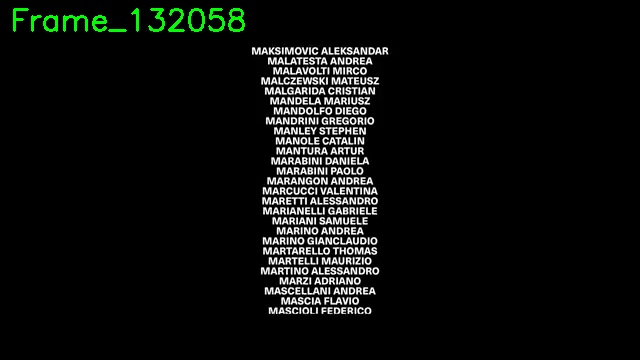 Frame_132058
MAKSIMOVIC ALEKSANDAR
MALATESTA ANDREA
MALAVOLTI MIRCO
MALCZEWSKI MATEUSZ
MALGARIDA CRISTIAN
MANDELA MARIUSZ
MANDOLFO DIEGO
MANDRINI GREGORIO
MANLEY STEPHEN
MANOLE CATALIN
MANTURA ARTUR
MARABINI DANIELA
MARABINI PAOLO
MARANGON ANDREA
MARCUCCI VALENTINA
MARETTI ALESSANDRO
MARIANELLI GABRIELE
MARIANI SAMUELE
MARINO ANDREA
MARINO GIANCLAUDIO
MARTARELLO THOMAS
MARTELLI MAURIZIO
MARTINO ALESSANDRO
MARZI ADRIANO
MASCELLANI ANDREA
MASCIA FLAVIO
MASCIOLI FEDERICO